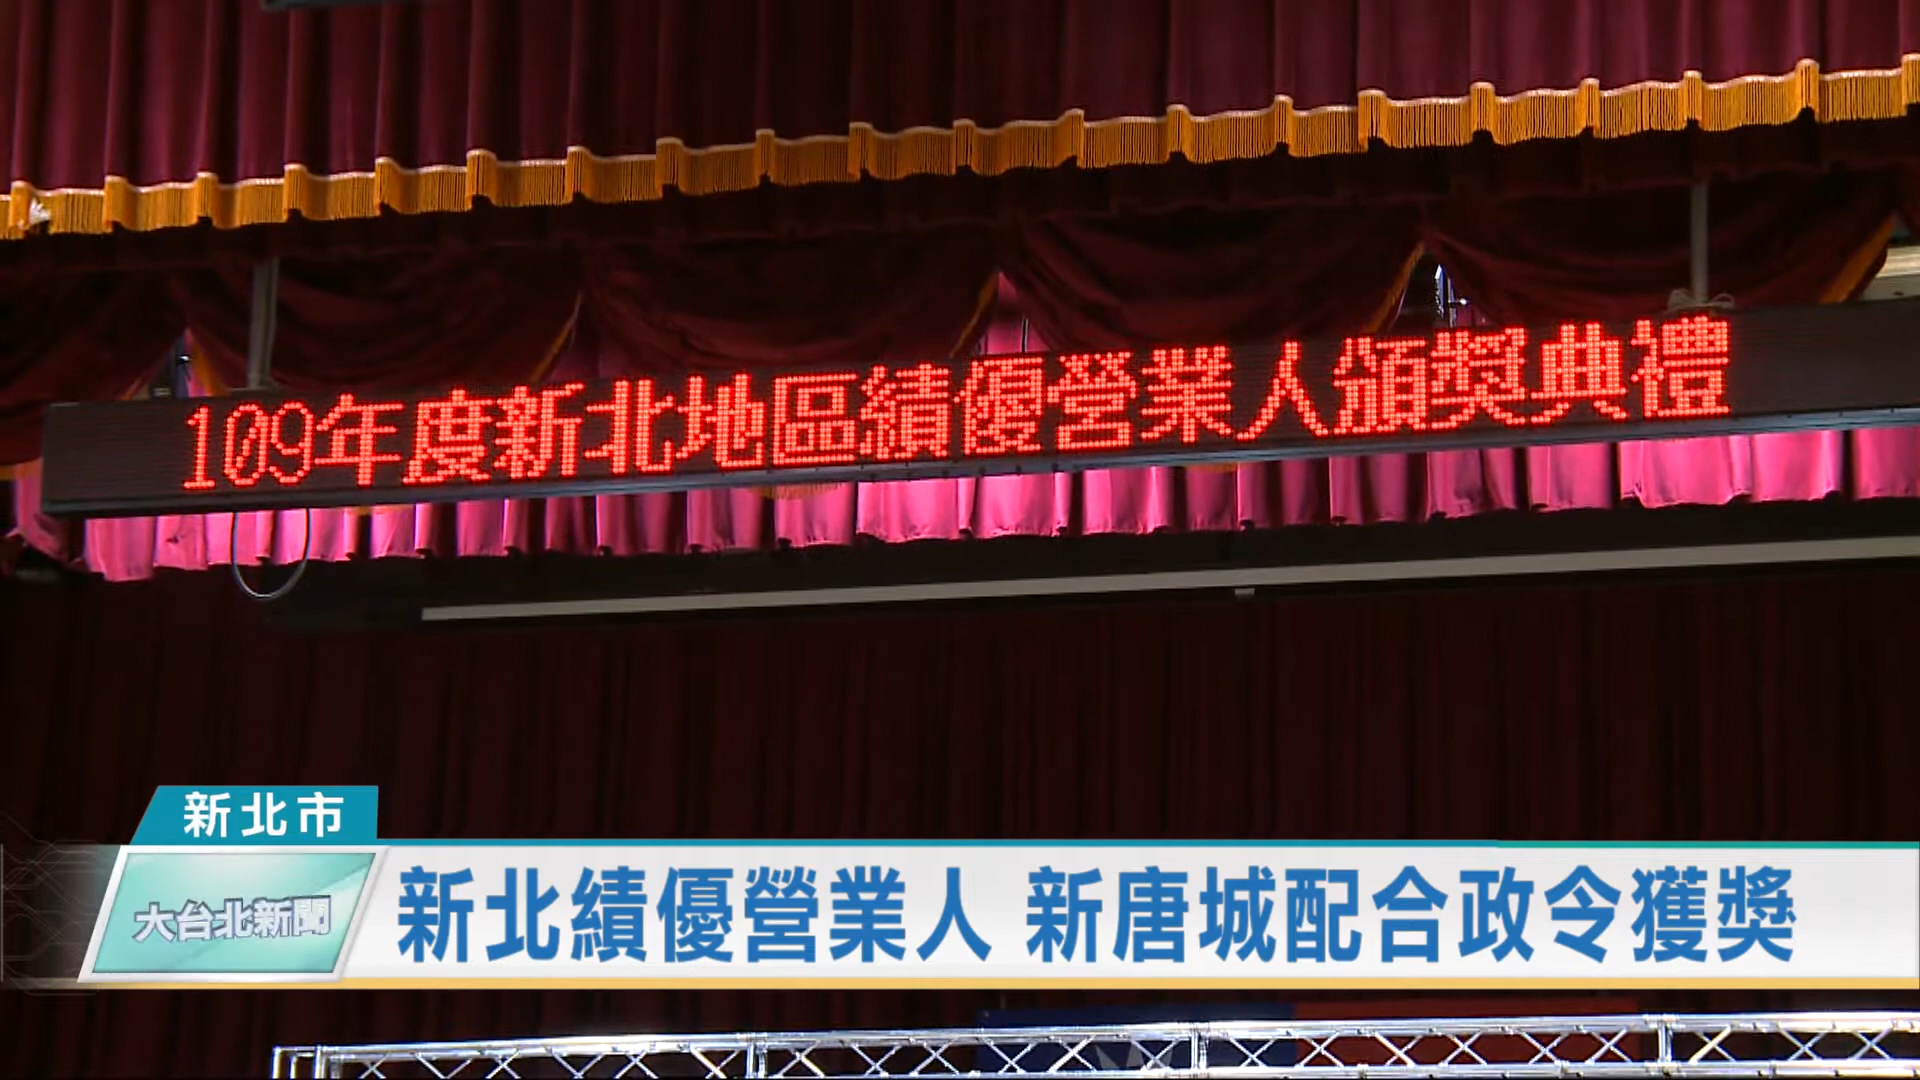 109年度新北地區績優營業人頒獎典禮
新北市
大台北新聞
新北績優營業人 新唐城配合政令獲獎